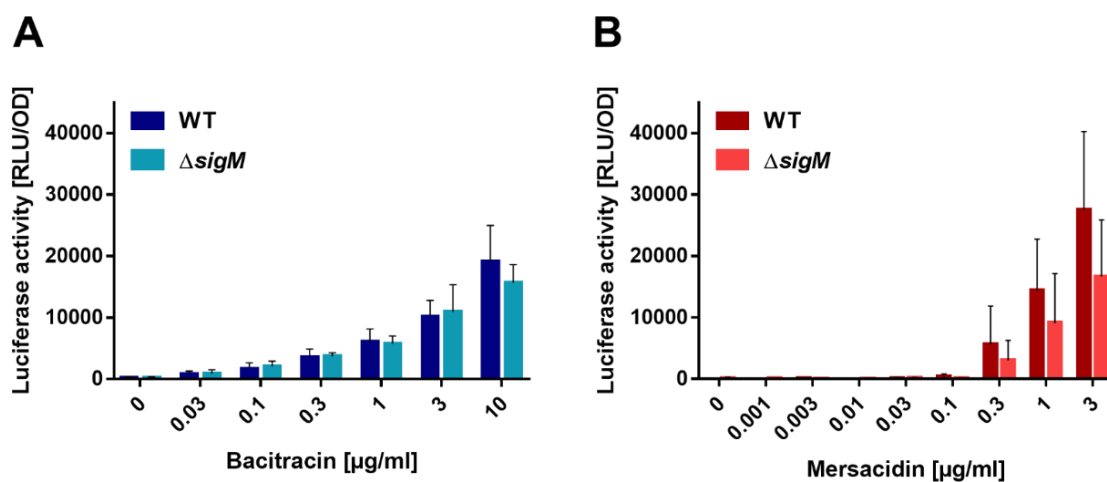 A
Luciferase activity [RLU/OD]
40000
30000
20000
10000
0
WT
ΔsigM
0
0.03
0.1
0.3
1
3
10
Bacitracin [µg/ml]
B
Luciferase activity [RLU/OD]
40000
30000
20000
10000
0
WT
ΔsigM
0
0.001
0.003
0.01
0.03
0.1
0.3
1
3
Mersacidin [µg/ml]